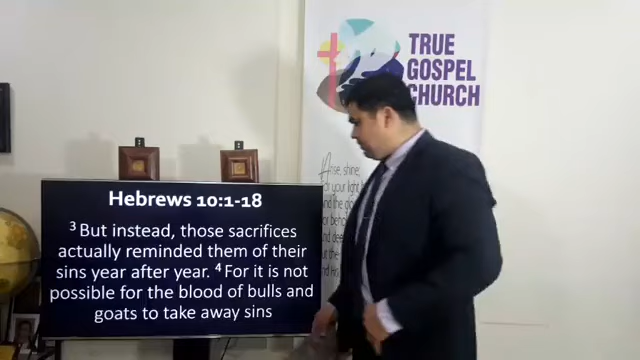 TRUE
GOSPEL
CHURCH
Arise, shine;
Hebrews 10:1-18
³ But instead, those sacrifices
actually reminded them of their
sins year after year. ⁴ For it is not
possible for the blood of bulls and
goats to take away sins